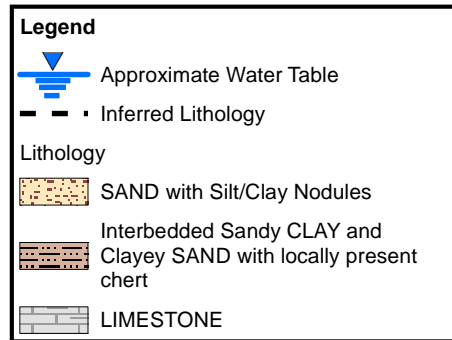 Legend
Approximate Water Table
Inferred Lithology
Lithology
SAND with Silt/Clay Nodules
Interbedded Sandy CLAY and
Clayey SAND with locally present
chert
LIMESTONE